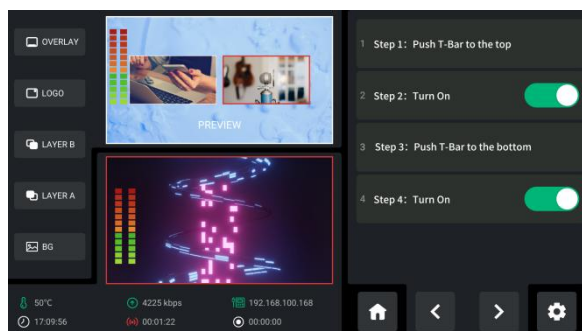 OVERLAY
LOGO
LAYER B
LAYER A
BG
PREVIEW
1 Step 1: Push T-Bar to the top
2 Step 2: Turn On
3 Step 3: Push T-Bar to the bottom
4 Step 4: Turn On
50°C
4225 kbps
192.168.100.168
17:09:56
00:01:22
00:00:00